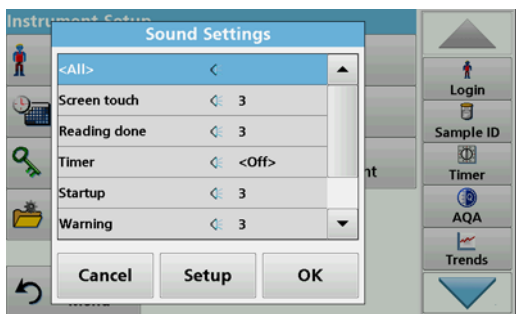 Instrument Setup
Sound Settings
<All>
Screen touch 3
Reading done 3
Timer <Off>
Startup 3
Warning 3
Cancel Setup OK
Menu
nt
Login
Sample ID
Timer
AQA
Trends